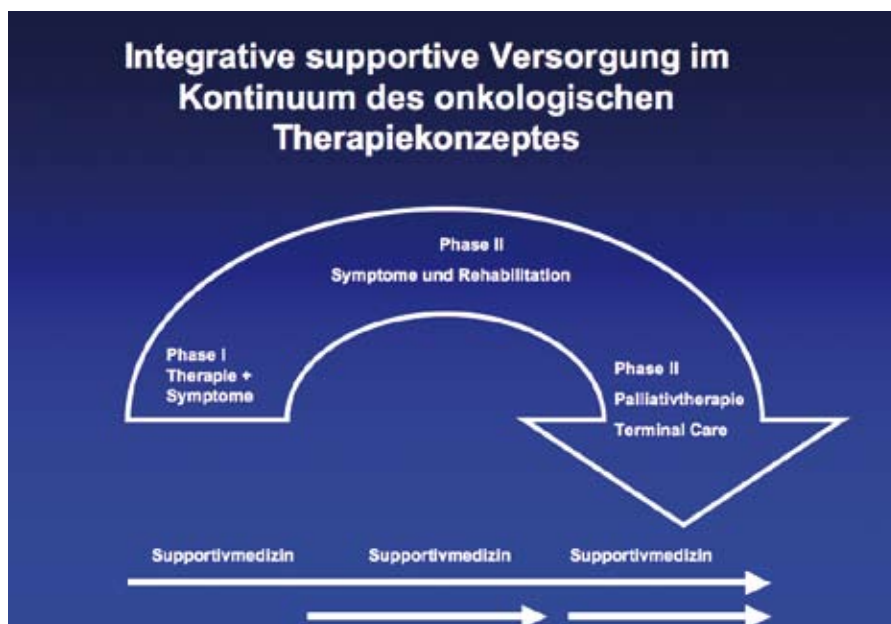 Integrative supportive Versorgung im
Kontinuum des onkologischen
Therapiekonzeptes
Phase II
Symptome und Rehabilitation
Phase I
Therapie +
Symptome
Phase II
Palliativtherapie
Terminal Care
Supportivmedizin
Supportivmedizin
Supportivmedizin